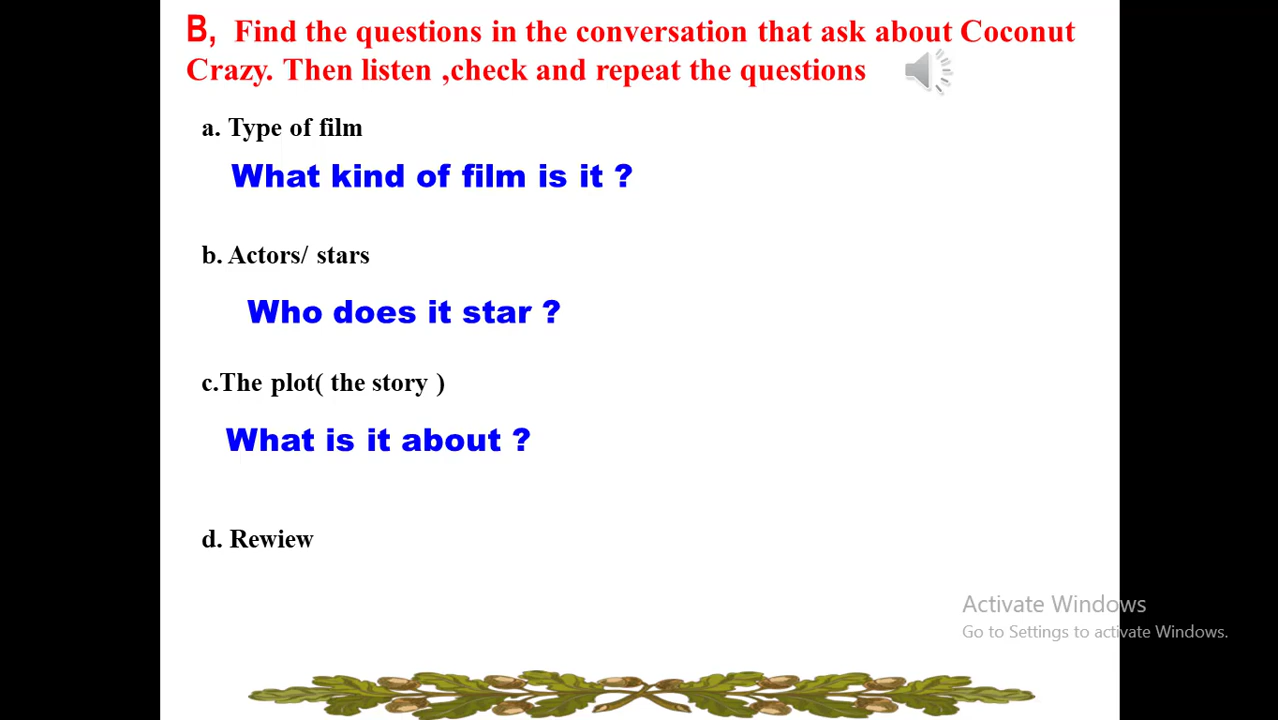 B, Find the questions in the conversation that ask about Coconut
Crazy. Then listen ,check and repeat the questions
a. Type of film
What kind of film is it ?
b. Actors/ stars
Who does it star ?
c.The plot( the story )
What is it about ?
d. Rewiew
Activate Windows
Go to Settings to activate Windows.